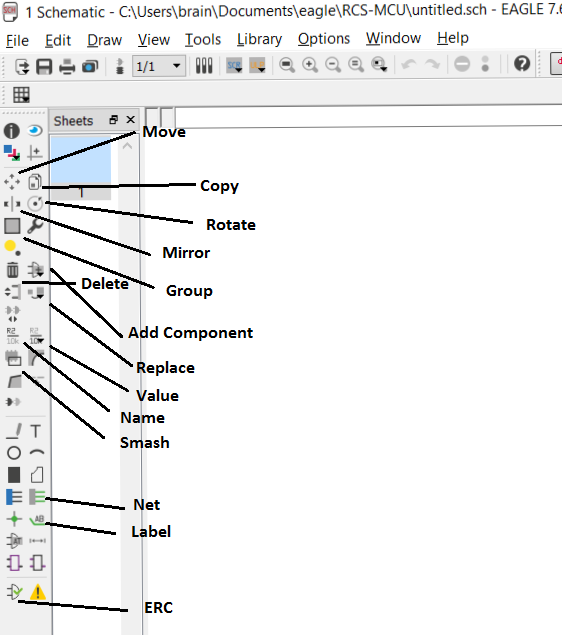 1 Schematic - C:\Users\brain\Documents\eagle\RCS-MCU\untitled.sch - EAGLE 7.6
File Edit Draw View Tools Library Options Window Help
1/1
Sheets
Move
Copy
Rotate
Mirror
Delete
Group
Add Component
Replace
Value
Name
Smash
Net
Label
ERC